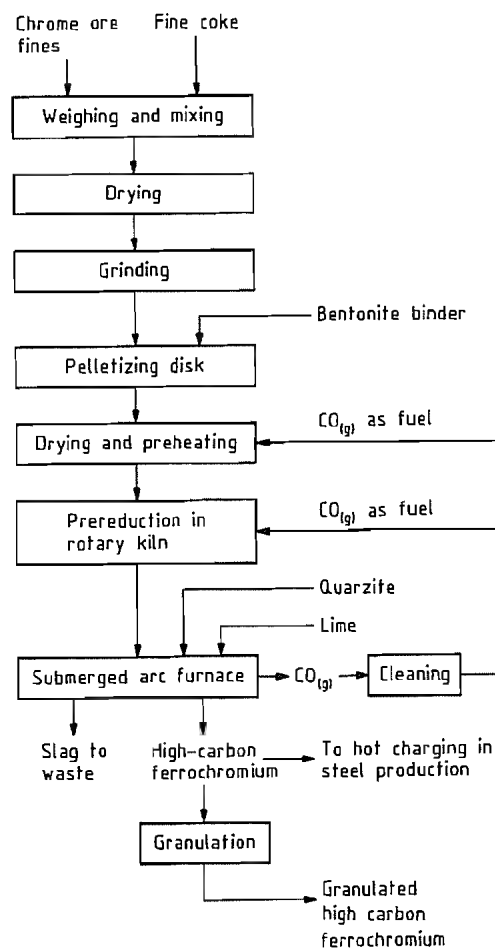 Chrome ore
fines
Fine coke
Weighing and mixing
Drying
Grinding
Bentonite binder
Pelletizing disk
CO(g) as fuel
Drying and preheating
CO(g) as fuel
Prereduction in
rotary kiln
Quarzite
Lime
Submerged arc furnace
CO(g)
Cleaning
Slag to
waste
High-carbon
ferrochromium
To hot charging in
steel production
Granulation
Granulated
high carbon
ferrochromium